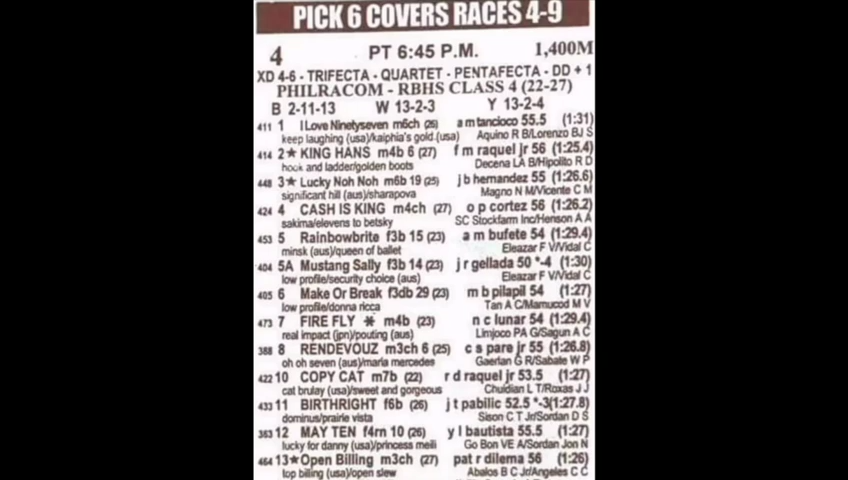 PICK 6 COVERS RACES 4-9
4 PT 6:45 P.M. 1,400M
XD 4-6 - TRIFECTA - QUARTET - PENTAFECTA - DD + 1
PHILRACOM - RBHS CLASS 4 (22-27)
B 2-11-13 W 13-2-3 Y 13-2-4
411 1 I Love Ninetyseven m6ch (25) a m tancioco 55.5 (1:31)
keep laughing (usa)/kaiphia's gold (usa) Aquino R B/Lorenzo BJ S
414 2★ KING HANS m4b 6 (27) f m raquel jr 56 (1:25.4)
hook and ladder/golden boots Decena LA B/Hipolito R D
448 3★ Lucky Noh Noh m6b 19 (25) j b hernandez 55 (1:26.6)
significant hill (aus)/sharapova Magno N M/Vicente C M
424 4 CASH IS KING m4ch (27) o p cortez 56 (1:26.2)
sakima/elevens to betsky SC Stockfarm Inc/Henson A A
453 5 Rainbowbrite f3b 15 (23) a m bufete 54 (1:29.4)
minsk (aus)/queen of ballet Eleazar F V/Vidal C
404 5A Mustang Sally f3b 14 (23) j r gellada 50 *-4 (1:30)
low profile/security choice (aus) Eleazar F V/Vidal C
405 6 Make Or Break f3db 29 (23) m b pilapil 54 (1:27)
low profile/donna ricca Tan A C/Mamucod M V
473 7 FIRE FLY * m4b (23) n c lunar 54 (1:29.4)
real impact (jpn)/pouting (aus) Limjoco PA G/Sagun A C
388 8 RENDEVOUZ m3ch 6 (25) c s pare jr 55 (1:26.8)
oh oh seven (aus)/maria mercedes Gaerlan G R/Sabate W P
422 10 COPY CAT m7b (22) r d raquel jr 53.5 (1:27)
cat brulay (usa)/sweet and gorgeous Chuidian L T/Roxas J J
433 11 BIRTHRIGHT f6b (26) j t pabilic 52.5 *-3(1:27.8)
dominus/prairie vista Sison C T Jr/Sordan D S
363 12 MAY TEN f4rn 10 (26) y l bautista 55.5 (1:27)
lucky for danny (usa)/princess meili Go Bon VE A/Sordan Jon N
464 13★Open Billing m3ch (27) pat r dilema 56 (1:26)
top billing (usa)/open slew Abalos B C Jr/Angeles C C